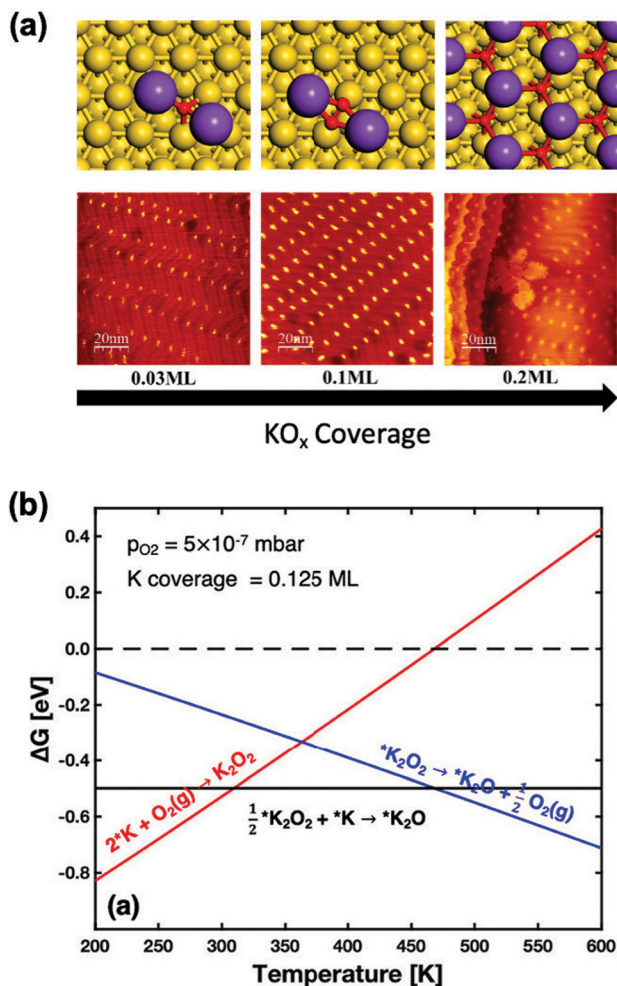 (a)
20nm 20nm 20nm
0.03ML 0.1ML 0.2ML
KOₓ Coverage
(b)
p_O2 = 5×10⁻⁷ mbar
K coverage = 0.125 ML
0.4
0.2
0.0
-0.2
-0.4
-0.6
-0.8
ΔG [eV]
2*K + O₂(g) → K₂O₂
*K₂O₂ → *K₂O + ½ O₂(g)
½ *K₂O₂ + *K → *K₂O
(a)
200 250 300 350 400 450 500 550 600
Temperature [K]